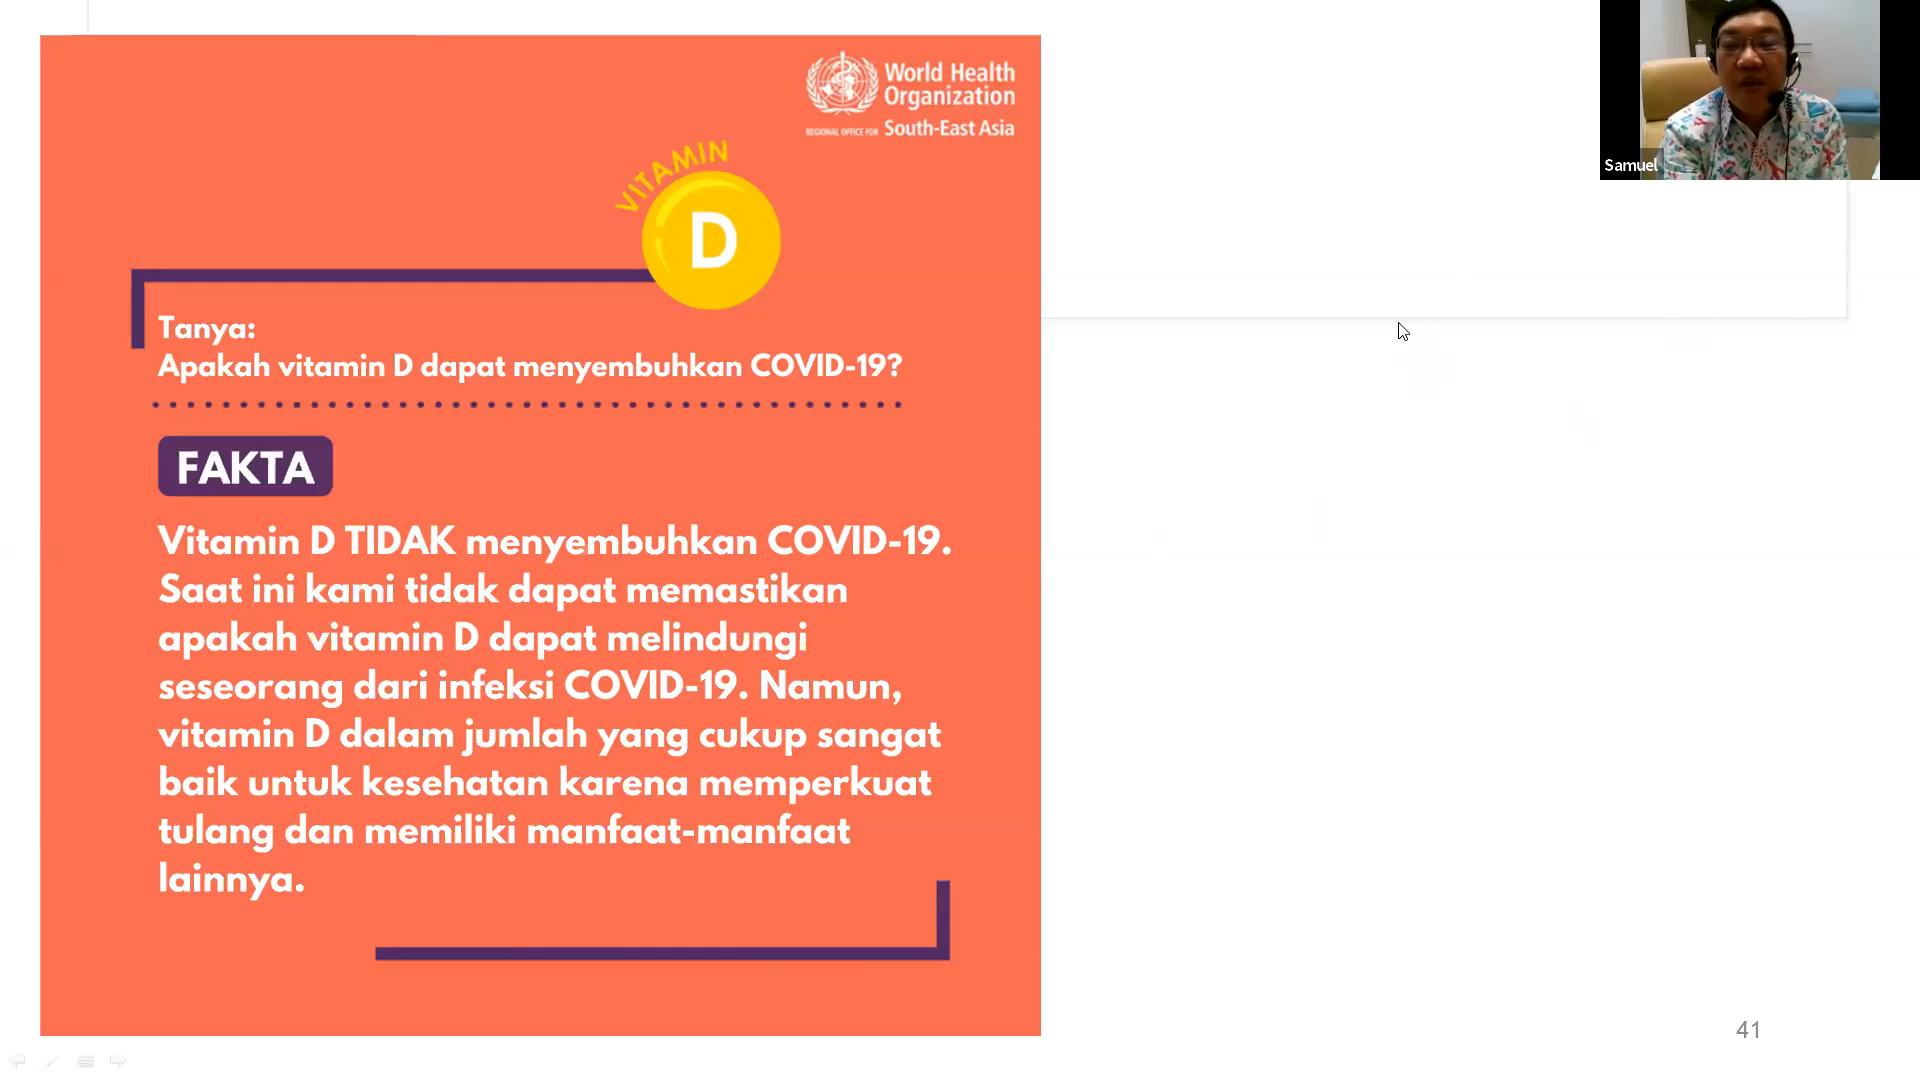 World Health
Organization
REGIONAL OFFICE FOR South-East Asia
VITAMIN
D
Samuel
Tanya:
Apakah vitamin D dapat menyembuhkan COVID-19?
FAKTA
Vitamin D TIDAK menyembuhkan COVID-19.
Saat ini kami tidak dapat memastikan
apakah vitamin D dapat melindungi
seseorang dari infeksi COVID-19. Namun,
vitamin D dalam jumlah yang cukup sangat
baik untuk kesehatan karena memperkuat
tulang dan memiliki manfaat-manfaat
lainnya.
41